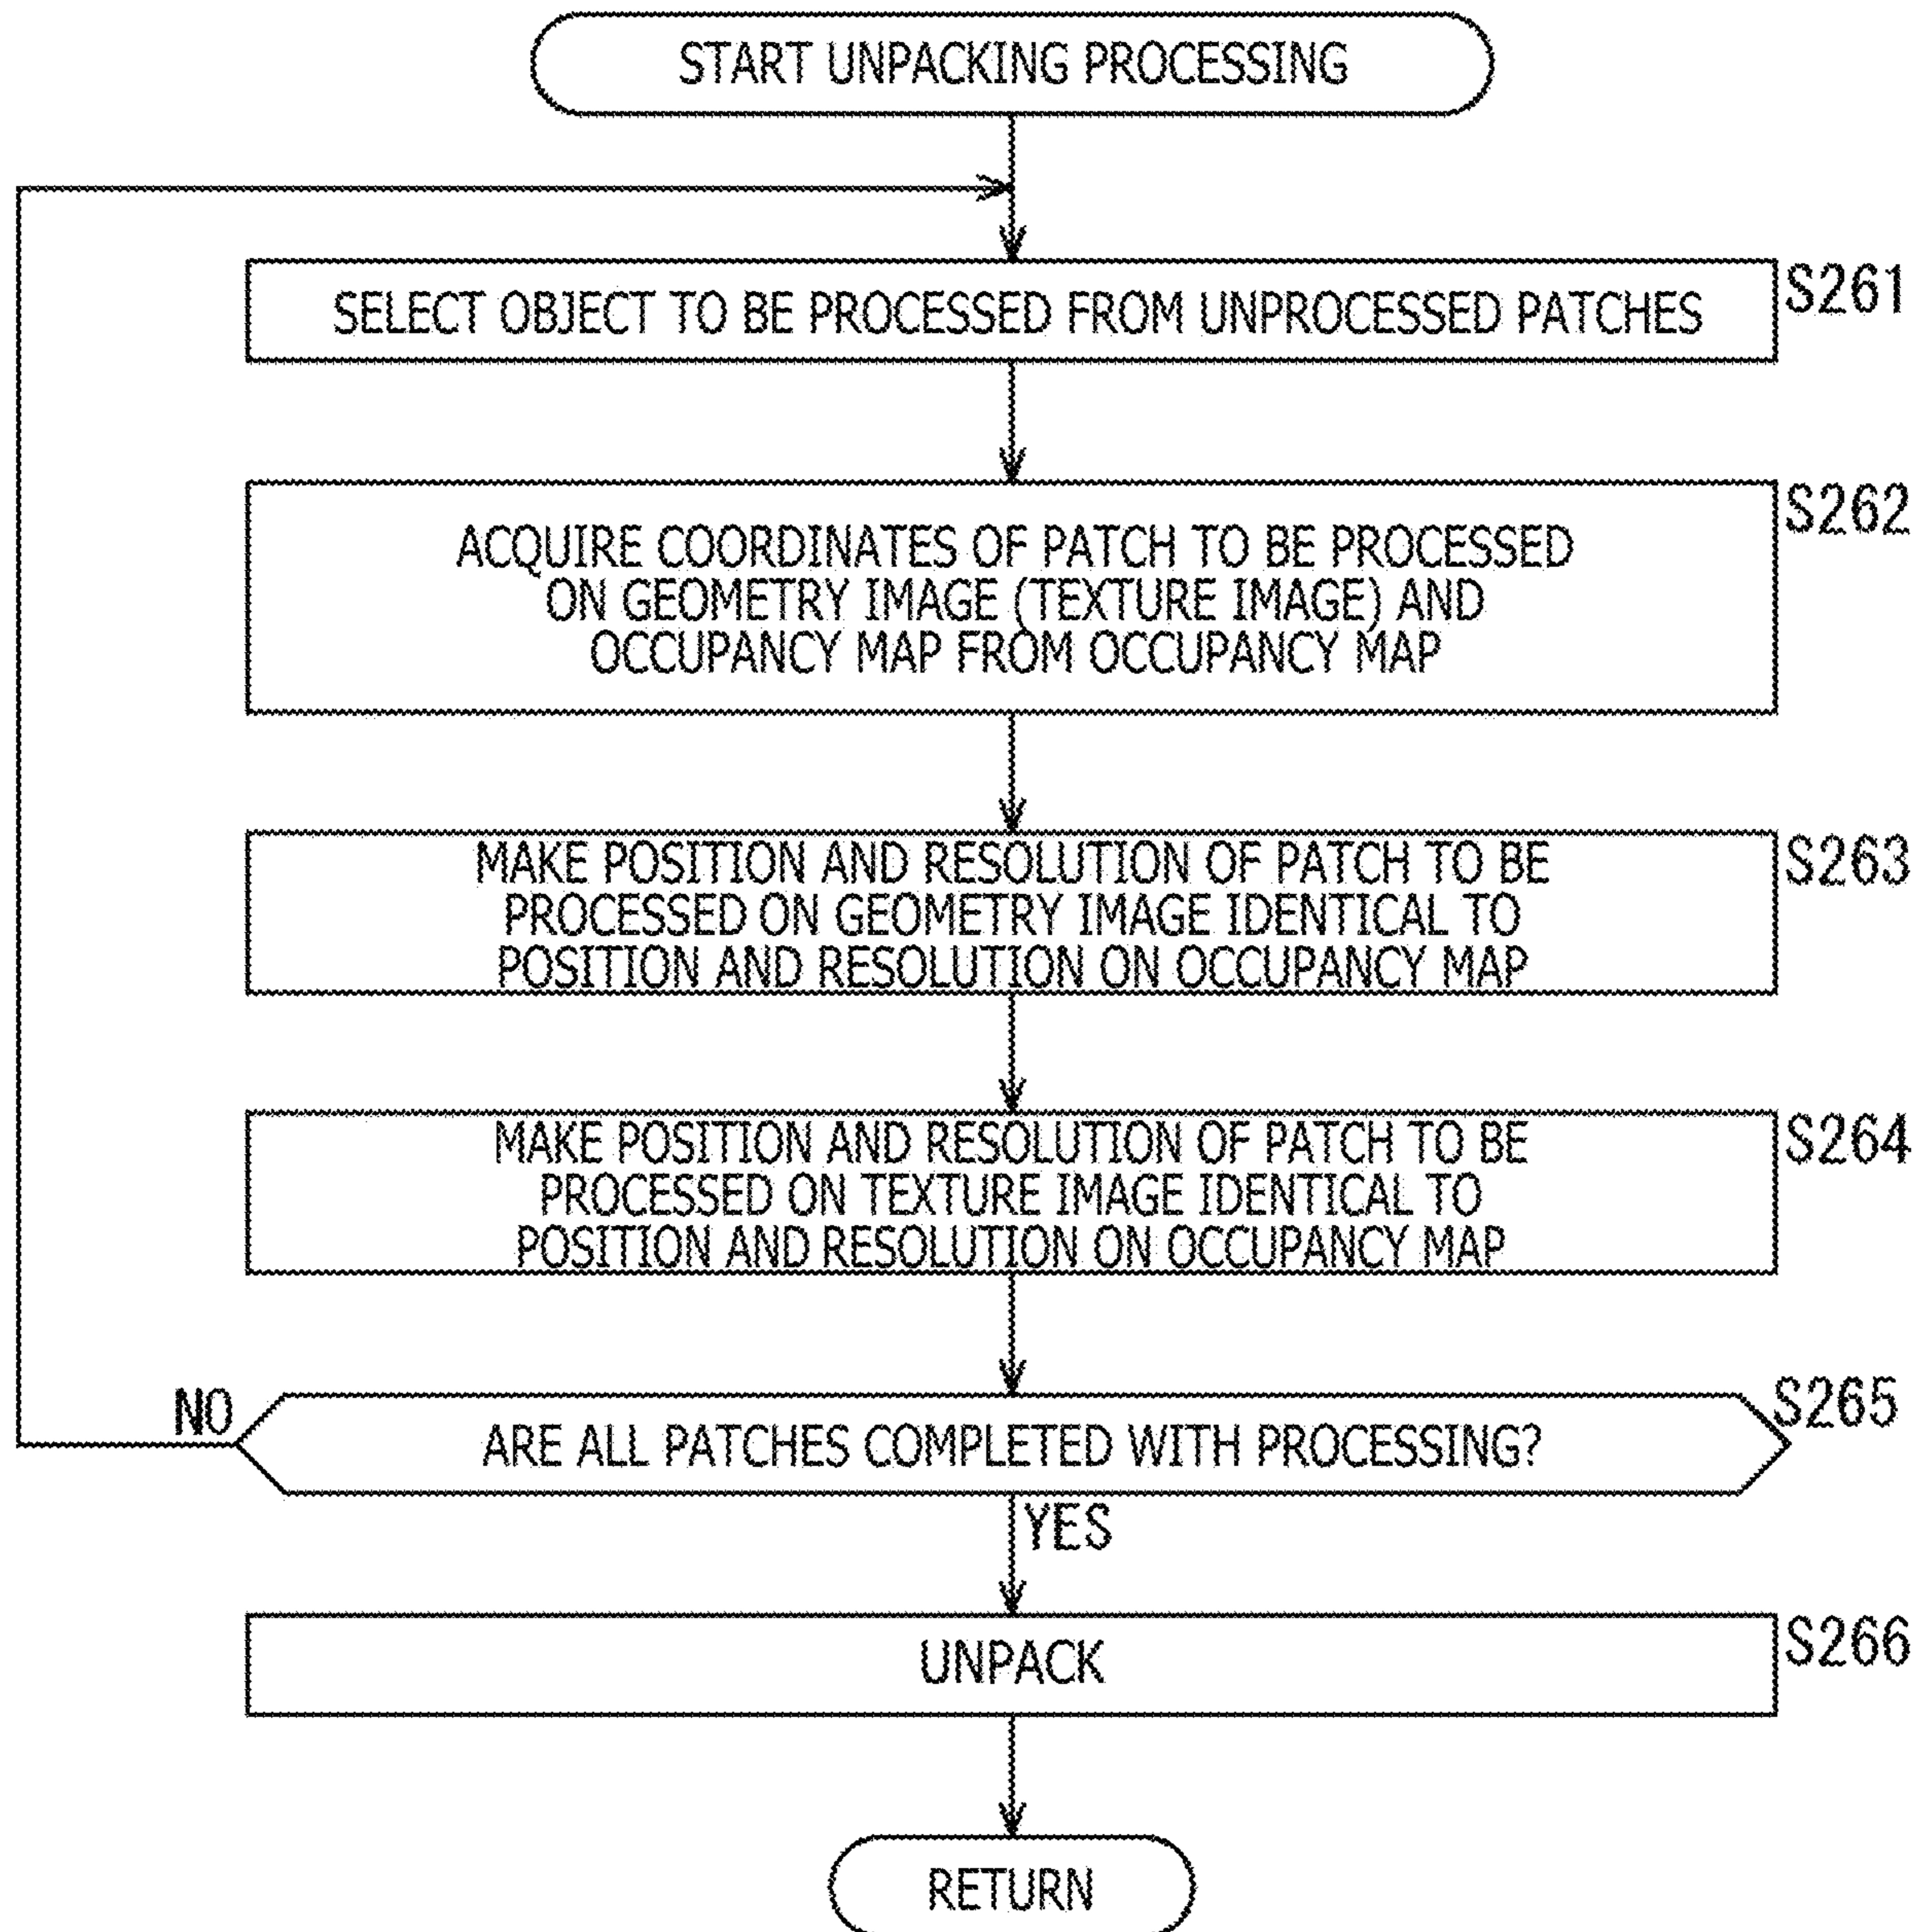 START UNPACKING PROCESSING
SELECT OBJECT TO BE PROCESSED FROM UNPROCESSED PATCHES
S261
S262
ACQUIRE COORDINATES OF PATCH TO BE PROCESSED
ON GEOMETRY IMAGE (TEXTURE IMAGE) AND
OCCUPANCY MAP FROM OCCUPANCY MAP
S263
MAKE POSITION AND RESOLUTION OF PATCH TO BE
PROCESSED ON GEOMETRY IMAGE IDENTICAL TO
POSITION AND RESOLUTION ON OCCUPANCY MAP
S264
MAKE POSITION AND RESOLUTION OF PATCH TO BE
PROCESSED ON TEXTURE IMAGE IDENTICAL TO
POSITION AND RESOLUTION ON OCCUPANCY MAP
NO
S265
ARE ALL PATCHES COMPLETED WITH PROCESSING?
YES
S266
UNPACK
RETURN